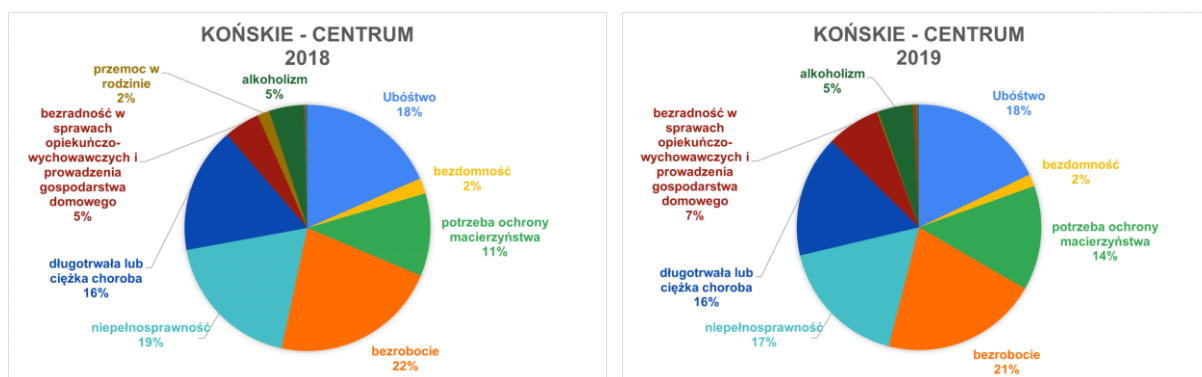 KOŃSKIE - CENTRUM
2018
przemoc w
rodzinie
2%
alkoholizm
5%
Ubóśtwo
18%
bezradność w
sprawach
opiekuńczo-
wychowawczych i
prowadzenia
gospodarstwa
domowego
5%
bezdomność
2%
potrzeba ochrony
macierzyństwa
11%
długotrwała lub
ciężka choroba
16%
niepełnosprawność
19%
bezrobocie
22%
KOŃSKIE - CENTRUM
2019
alkoholizm
5%
Ubóśtwo
18%
bezradność w
sprawach
opiekuńczo-
wychowawczych i
prowadzenia
gospodarstwa
domowego
7%
bezdomność
2%
potrzeba ochrony
macierzyństwa
14%
długotrwała lub
ciężka choroba
16%
niepełnosprawność
17%
bezrobocie
21%